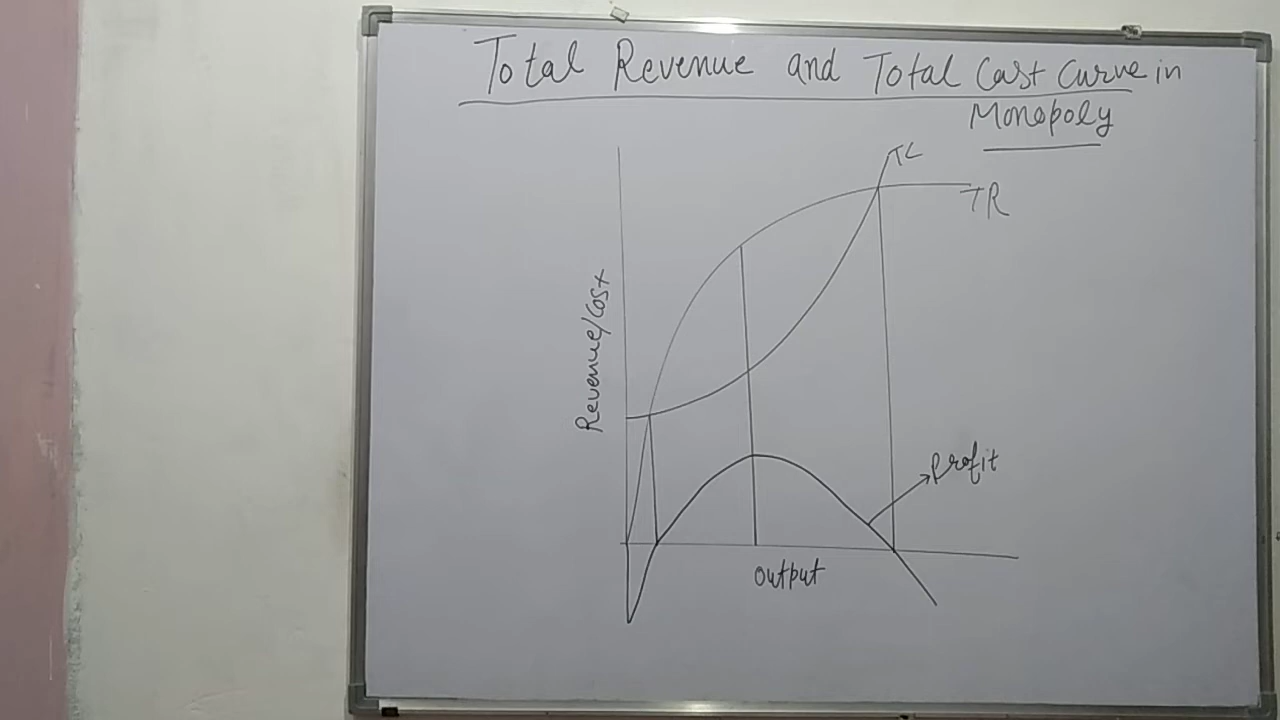 Total Revenue and Total Cost Curve in
Monopoly
TC
TR
Revenue/Cost
Profit
Output